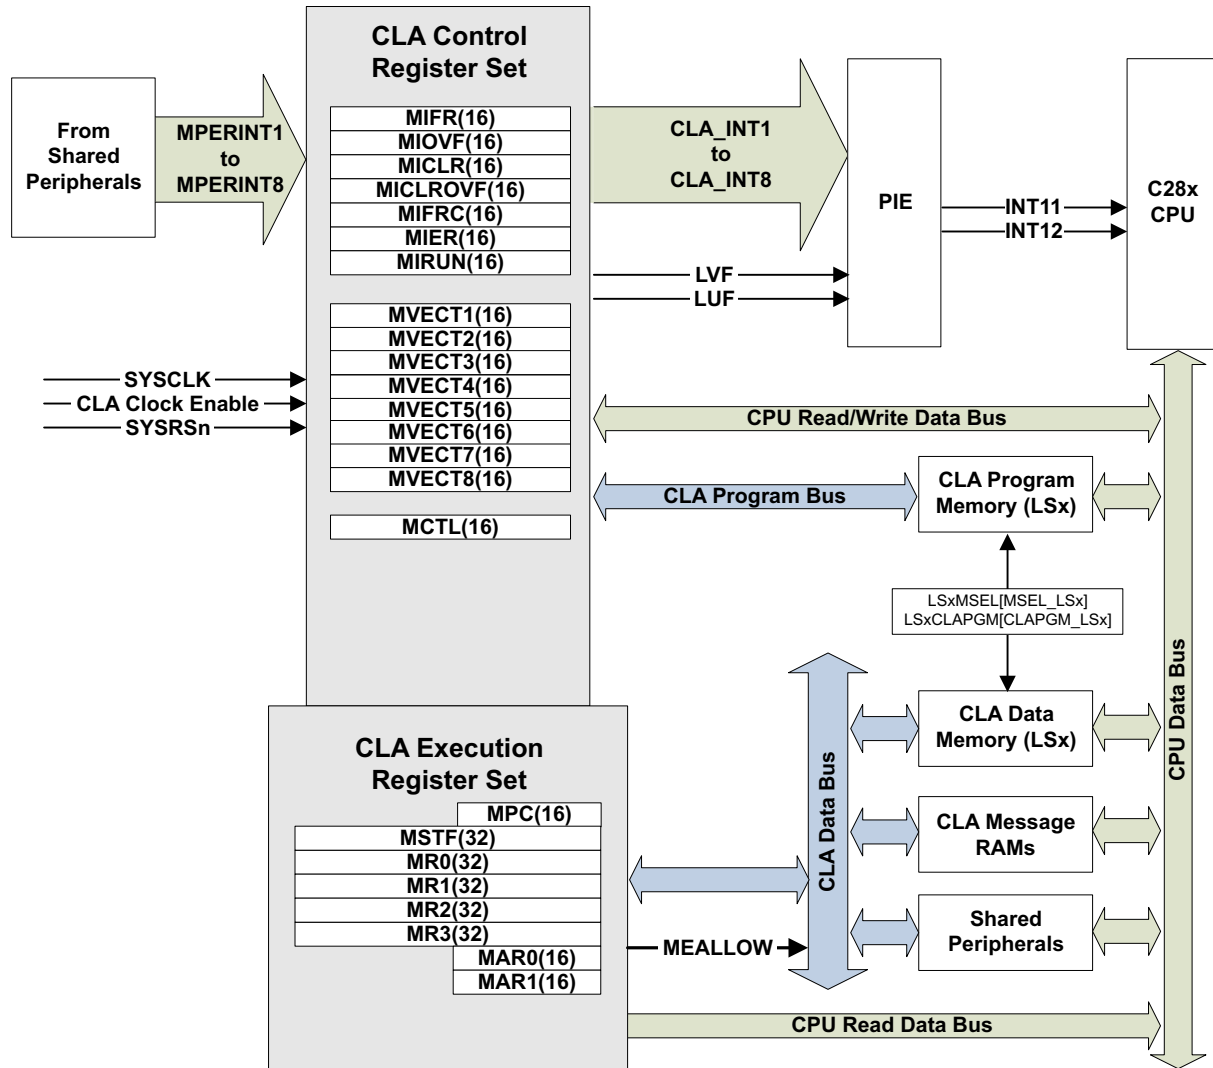 CLA Control
Register Set
From
Shared
Peripherals
MPERINT1
to
MPERINT8
MIFR(16)
MIOVF(16)
MICLR(16)
MICLROVF(16)
MIFRC(16)
MIER(16)
MIRUN(16)
CLA_INT1
to
CLA_INT8
LVF
LUF
PIE
INT11
INT12
C28x
CPU
MVECT1(16)
MVECT2(16)
MVECT3(16)
MVECT4(16)
MVECT5(16)
MVECT6(16)
MVECT7(16)
MVECT8(16)
SYSCLK
CLA Clock Enable
SYSRSn
MCTL(16)
CPU Read/Write Data Bus
CLA Program Bus
CLA Program
Memory (LSx)
LSxMSEL[MSEL_LSx]
LSxCLAPGM[CLAPGM_LSx]
CLA Data
Memory (LSx)
CLA Message
RAMs
Shared
Peripherals
CLA Data Bus
CPU Data Bus
CLA Execution
Register Set
MPC(16)
MSTF(32)
MR0(32)
MR1(32)
MR2(32)
MR3(32)
MAR0(16)
MAR1(16)
MEALLOW
CPU Read Data Bus